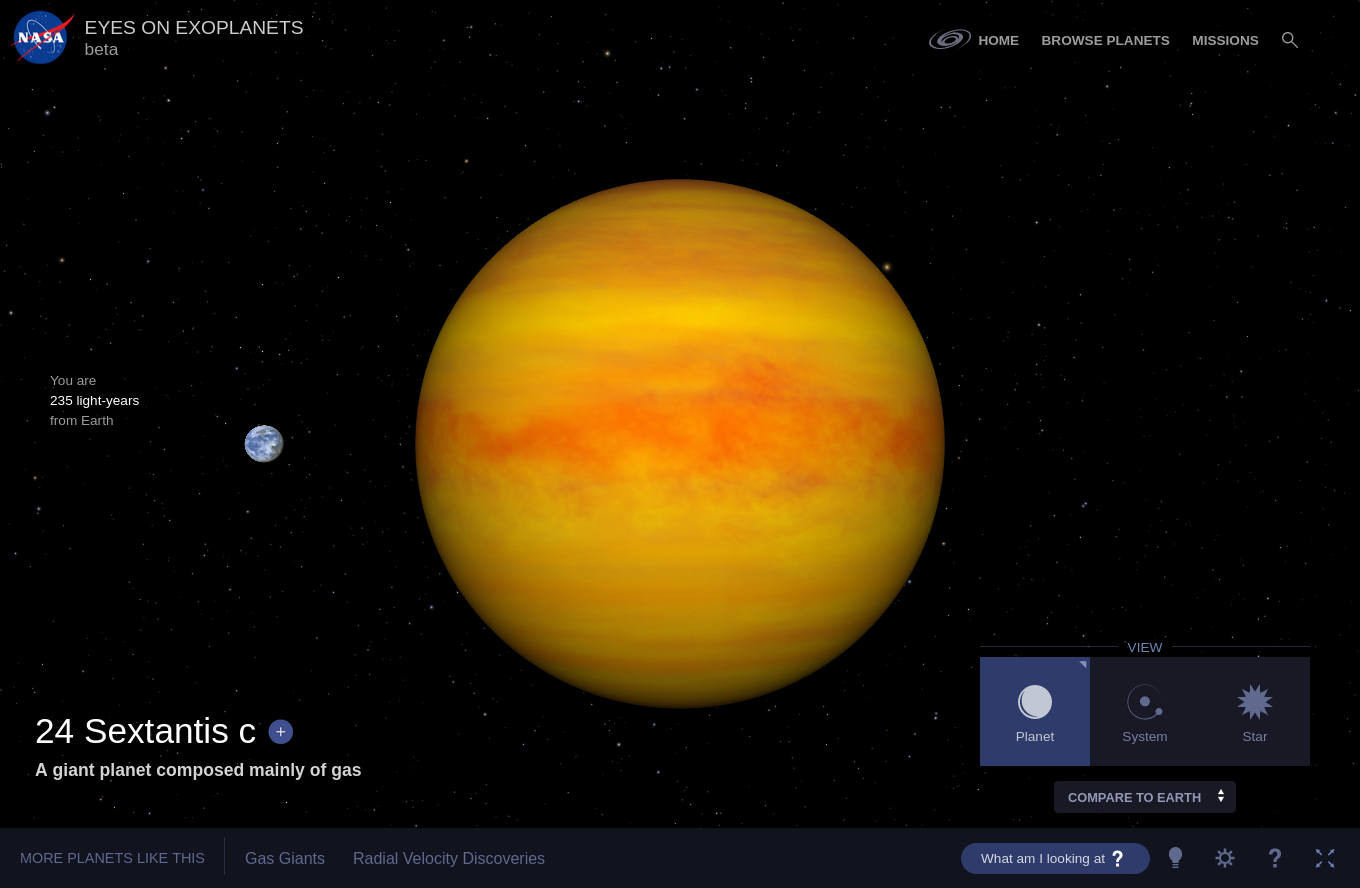 NASA
EYES ON EXOPLANETS
beta
HOME
BROWSE PLANETS
MISSIONS
You are
235 light-years
from Earth
24 Sextantis c +
A giant planet composed mainly of gas
VIEW
Planet
System
Star
COMPARE TO EARTH
MORE PLANETS LIKE THIS
Gas Giants
Radial Velocity Discoveries
What am I looking at ?
?